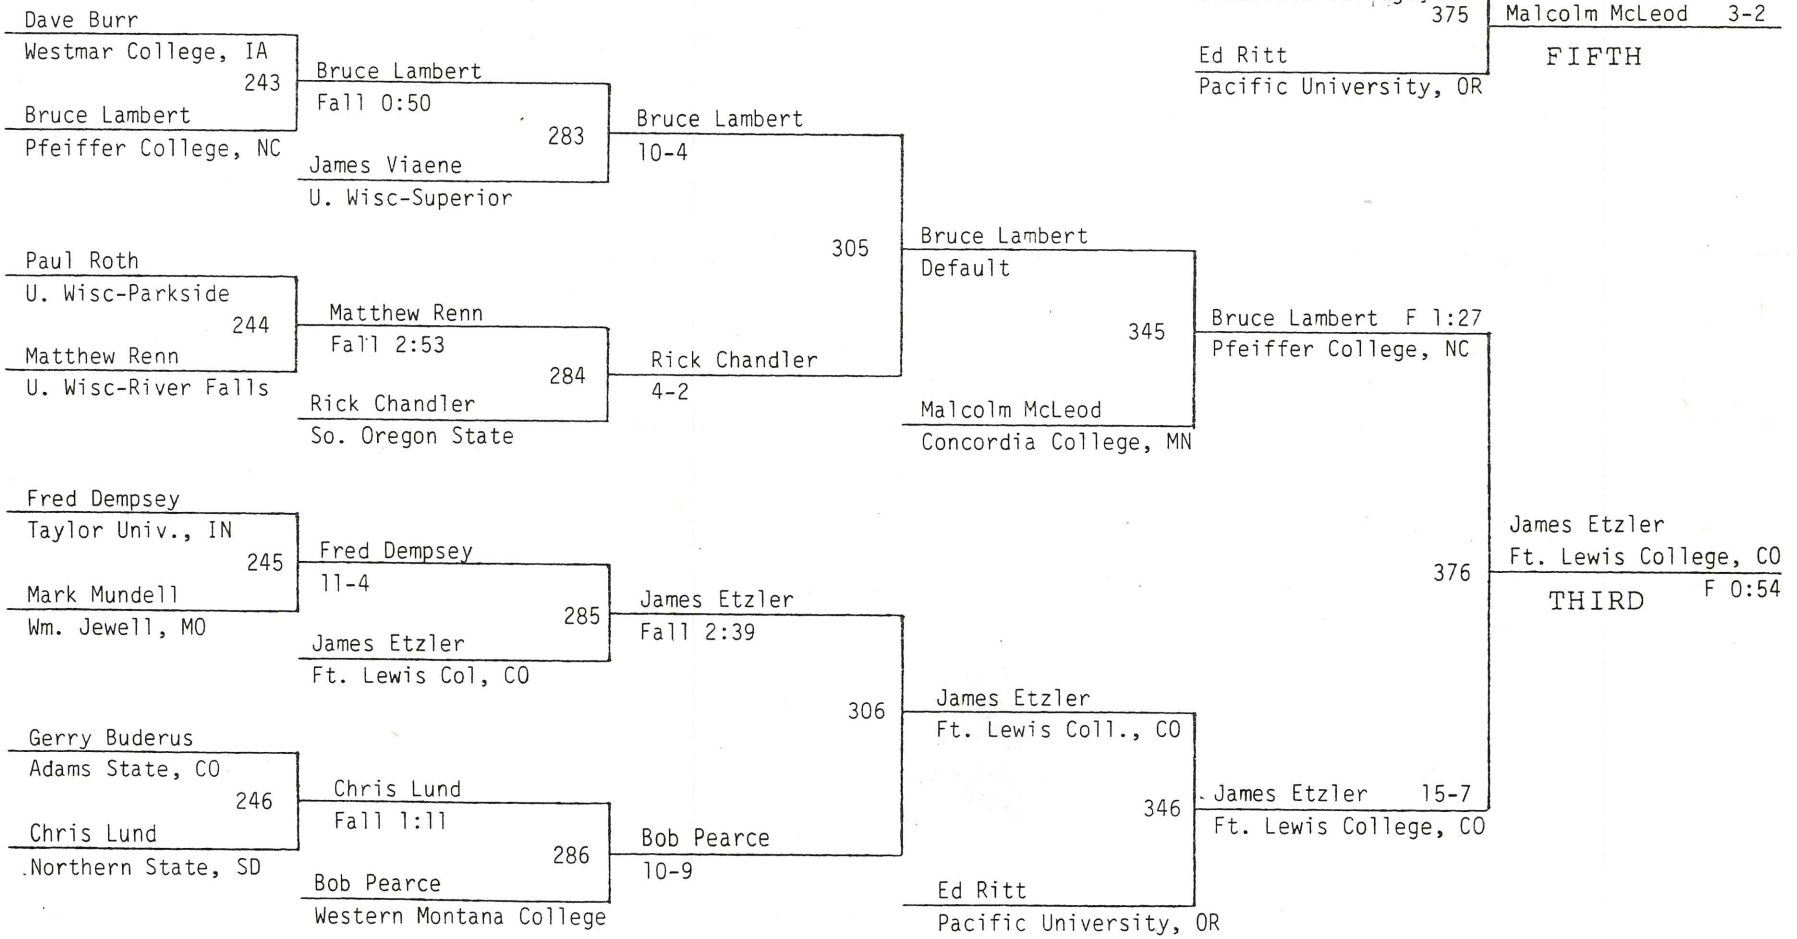 Dave Burr
Westmar College, IA
243
Bruce Lambert
Pfeiffer College, NC
Bruce Lambert
Fall 0:50
283
James Viaene
U. Wisc-Superior
Bruce Lambert
10-4
Paul Roth
U. Wisc-Parkside
244
Matthew Renn
U. Wisc-River Falls
Matthew Renn
Fall 2:53
284
Rick Chandler
So. Oregon State
Rick Chandler
4-2
305
Bruce Lambert
Default
345
Malcolm McLeod
Concordia College, MN
Bruce Lambert F 1:27
Pfeiffer College, NC
375
Malcolm McLeod 3-2
FIFTH
Ed Ritt
Pacific University, OR
Fred Dempsey
Taylor Univ., IN
245
Mark Mundell
Wm. Jewell, MO
Fred Dempsey
11-4
285
James Etzler
Ft. Lewis Col, CO
James Etzler
Fall 2:39
Gerry Buderus
Adams State, CO
246
Chris Lund
Northern State, SD
Chris Lund
Fall 1:11
286
Bob Pearce
Western Montana College
Bob Pearce
10-9
306
James Etzler
Ft. Lewis Coll., CO
346
Ed Ritt
Pacific University, OR
James Etzler 15-7
Ft. Lewis College, CO
376
James Etzler
Ft. Lewis College, CO
F 0:54
THIRD